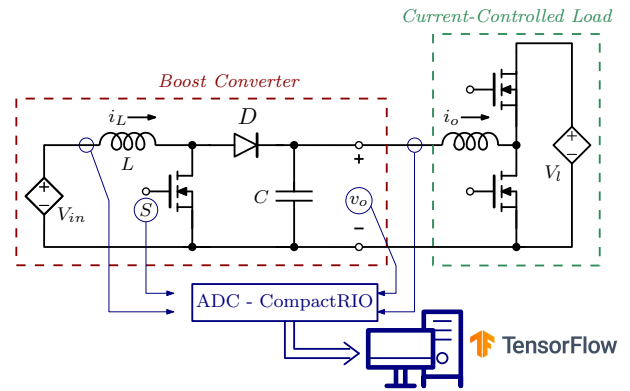 Current-Controlled Load
Boost Converter
i_L
D
i_o
L
+
S
C
v_o
V_l
V_in
−
ADC - CompactRIO
TensorFlow